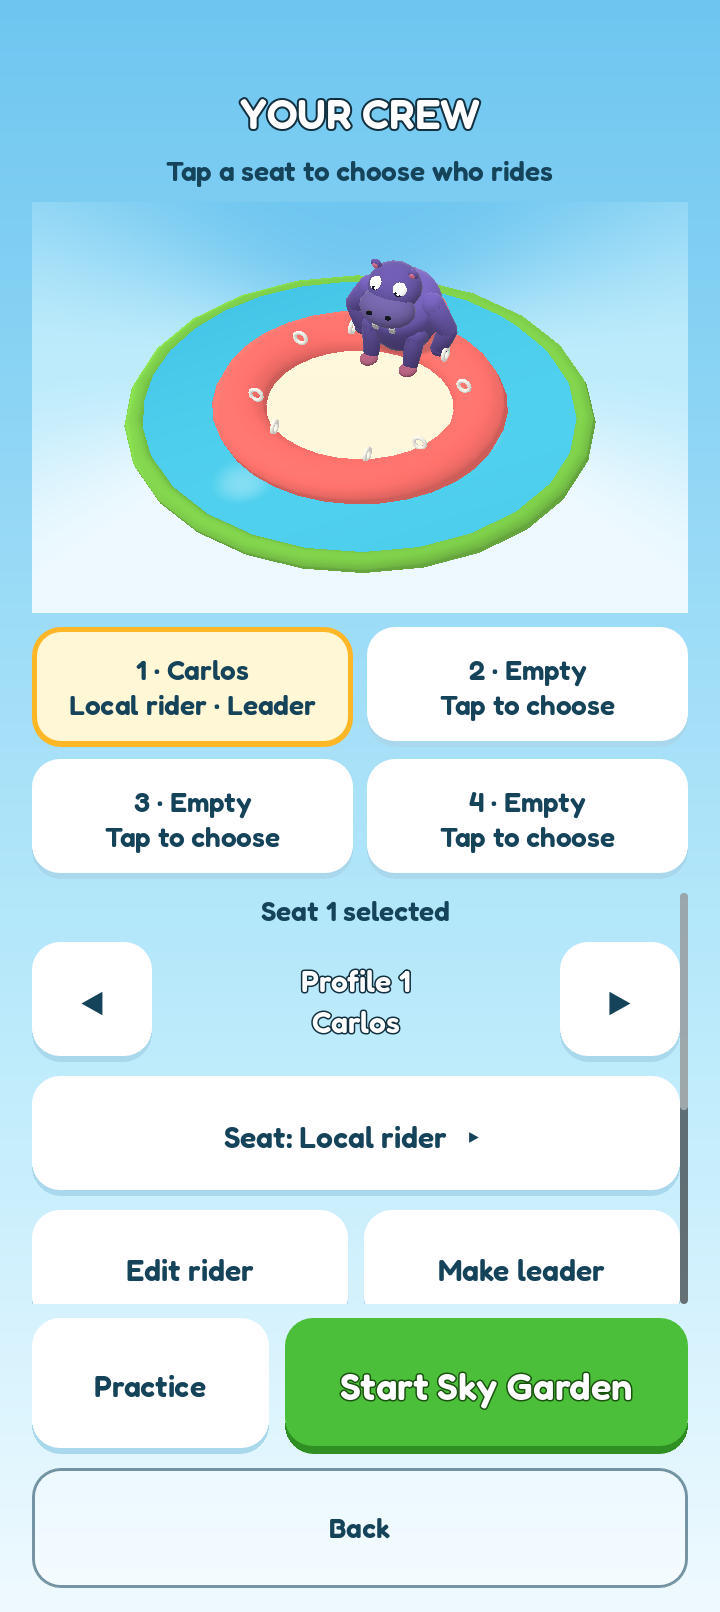 YOUR CREW
Tap a seat to choose who rides
1 · Carlos
Local rider · Leader
2 · Empty
Tap to choose
3 · Empty
Tap to choose
4 · Empty
Tap to choose
Seat 1 selected
Profile 1
Carlos
Seat: Local rider
Edit rider
Make leader
Practice
Start Sky Garden
Back